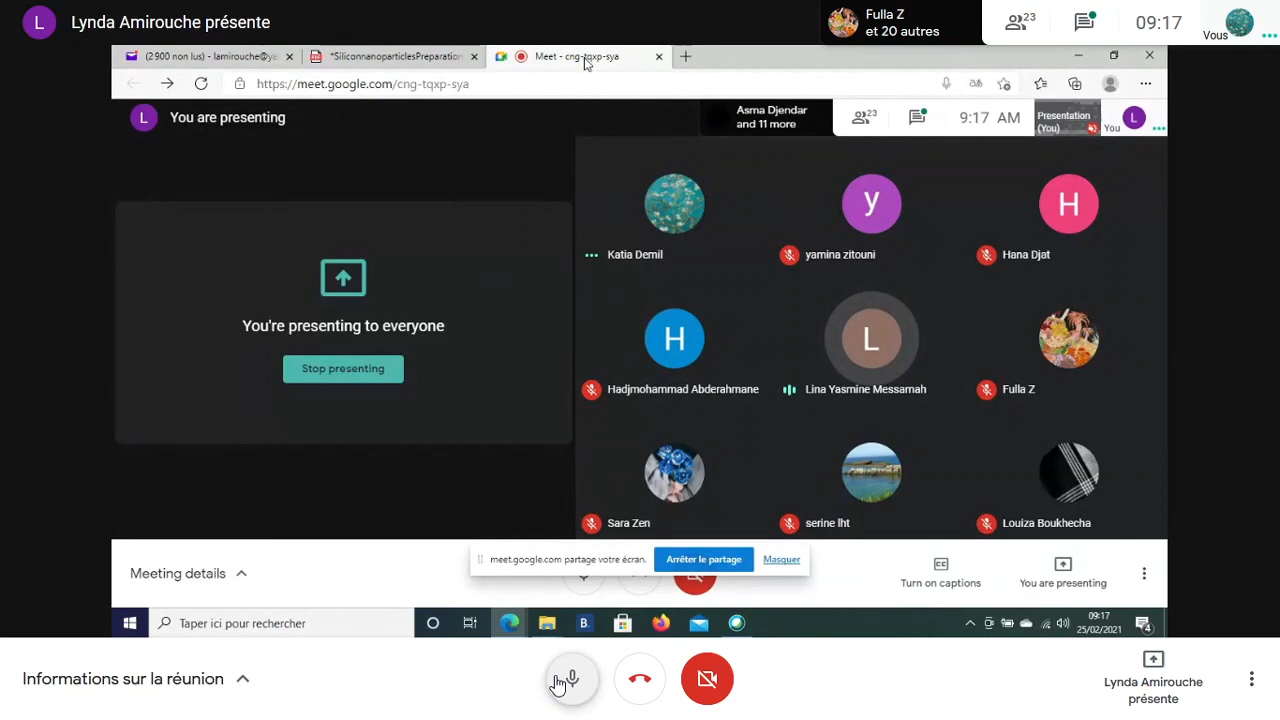 L Lynda Amirouche présente
Fulla Z
et 20 autres
23
09:17
Vous
(2 900 non lus) - lamirouche@ya
*SiliconnanoparticlesPreparation
Meet - cng-tqxp-sya
https://meet.google.com/cng-tqxp-sya
L You are presenting
Asma Djendar
and 11 more
23
9:17 AM
Presentation
(You)
You
L
You're presenting to everyone
Stop presenting
y
H
Katia Demil
yamina zitouni
Hana Djat
H
L
Hadjmohammad Abderahmane
Lina Yasmine Messamah
Fulla Z
Sara Zen
serine lht
Louiza Boukhecha
meet.google.com partage votre écran.
Arrêter le partage
Masquer
Meeting details
Turn on captions
You are presenting
Taper ici pour rechercher
B.
09:17
25/02/2021
4
Informations sur la réunion
Lynda Amirouche
présente